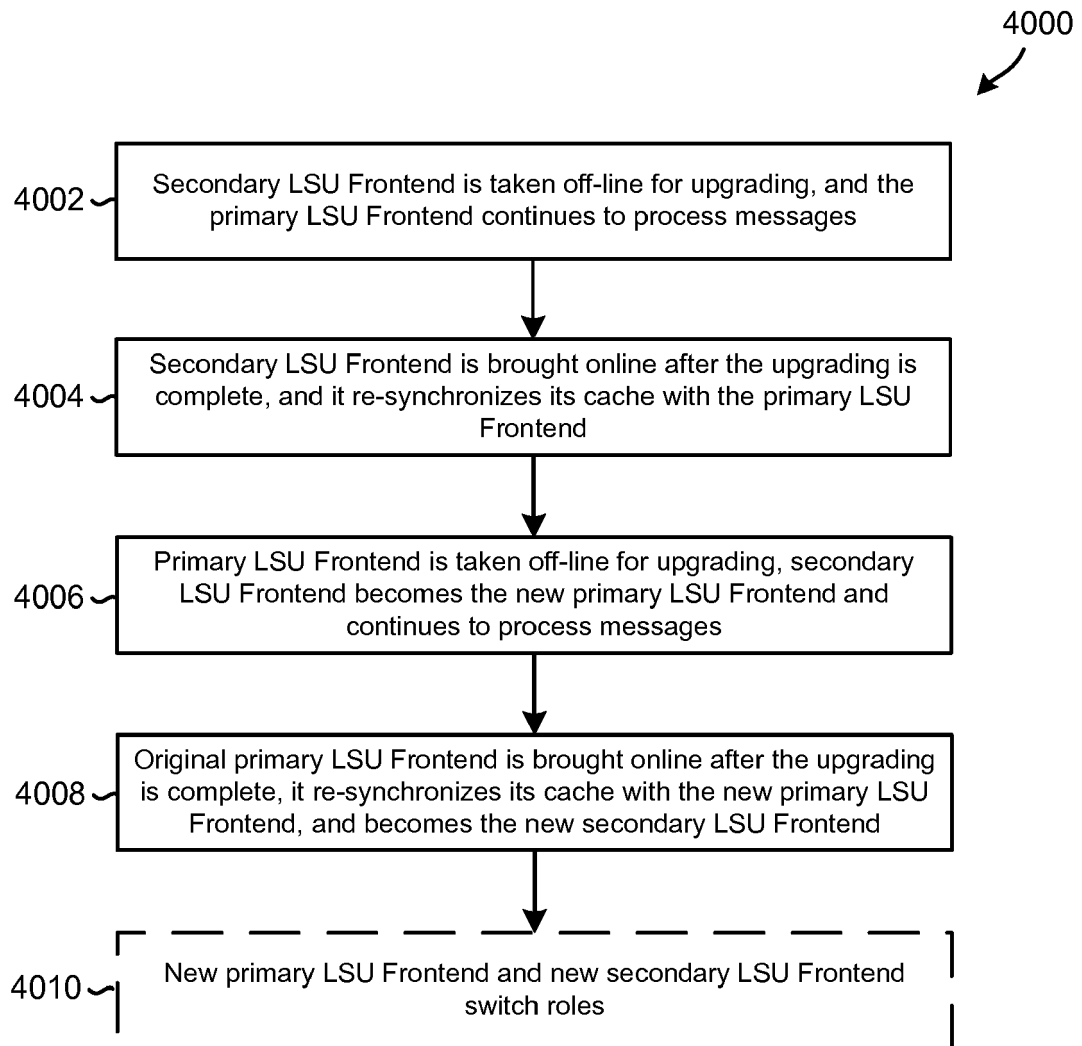 4000
4002
Secondary LSU Frontend is taken off-line for upgrading, and the
primary LSU Frontend continues to process messages
4004
Secondary LSU Frontend is brought online after the upgrading is
complete, and it re-synchronizes its cache with the primary LSU
Frontend
4006
Primary LSU Frontend is taken off-line for upgrading, secondary
LSU Frontend becomes the new primary LSU Frontend and
continues to process messages
4008
Original primary LSU Frontend is brought online after the upgrading
is complete, it re-synchronizes its cache with the new primary LSU
Frontend, and becomes the new secondary LSU Frontend
4010
New primary LSU Frontend and new secondary LSU Frontend
switch roles